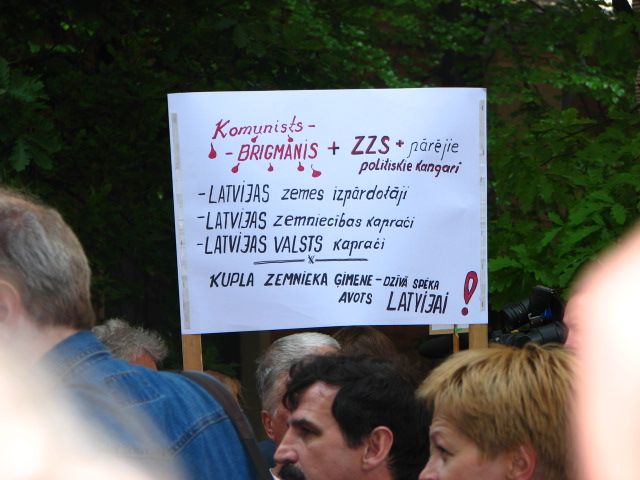 Komunists -
- BRIGMANIS + ZZS + pārējie
politiskie kangari
- LATVIJAS zemes izpārdotāji
- LATVIJAS zemniecības kaprači
- LATVIJAS VALSTS kaprači
KUPLA ZEMNIEKA ĢIMENE - DZĪVĀ SPĒKA
AVOTS LATVIJAI !